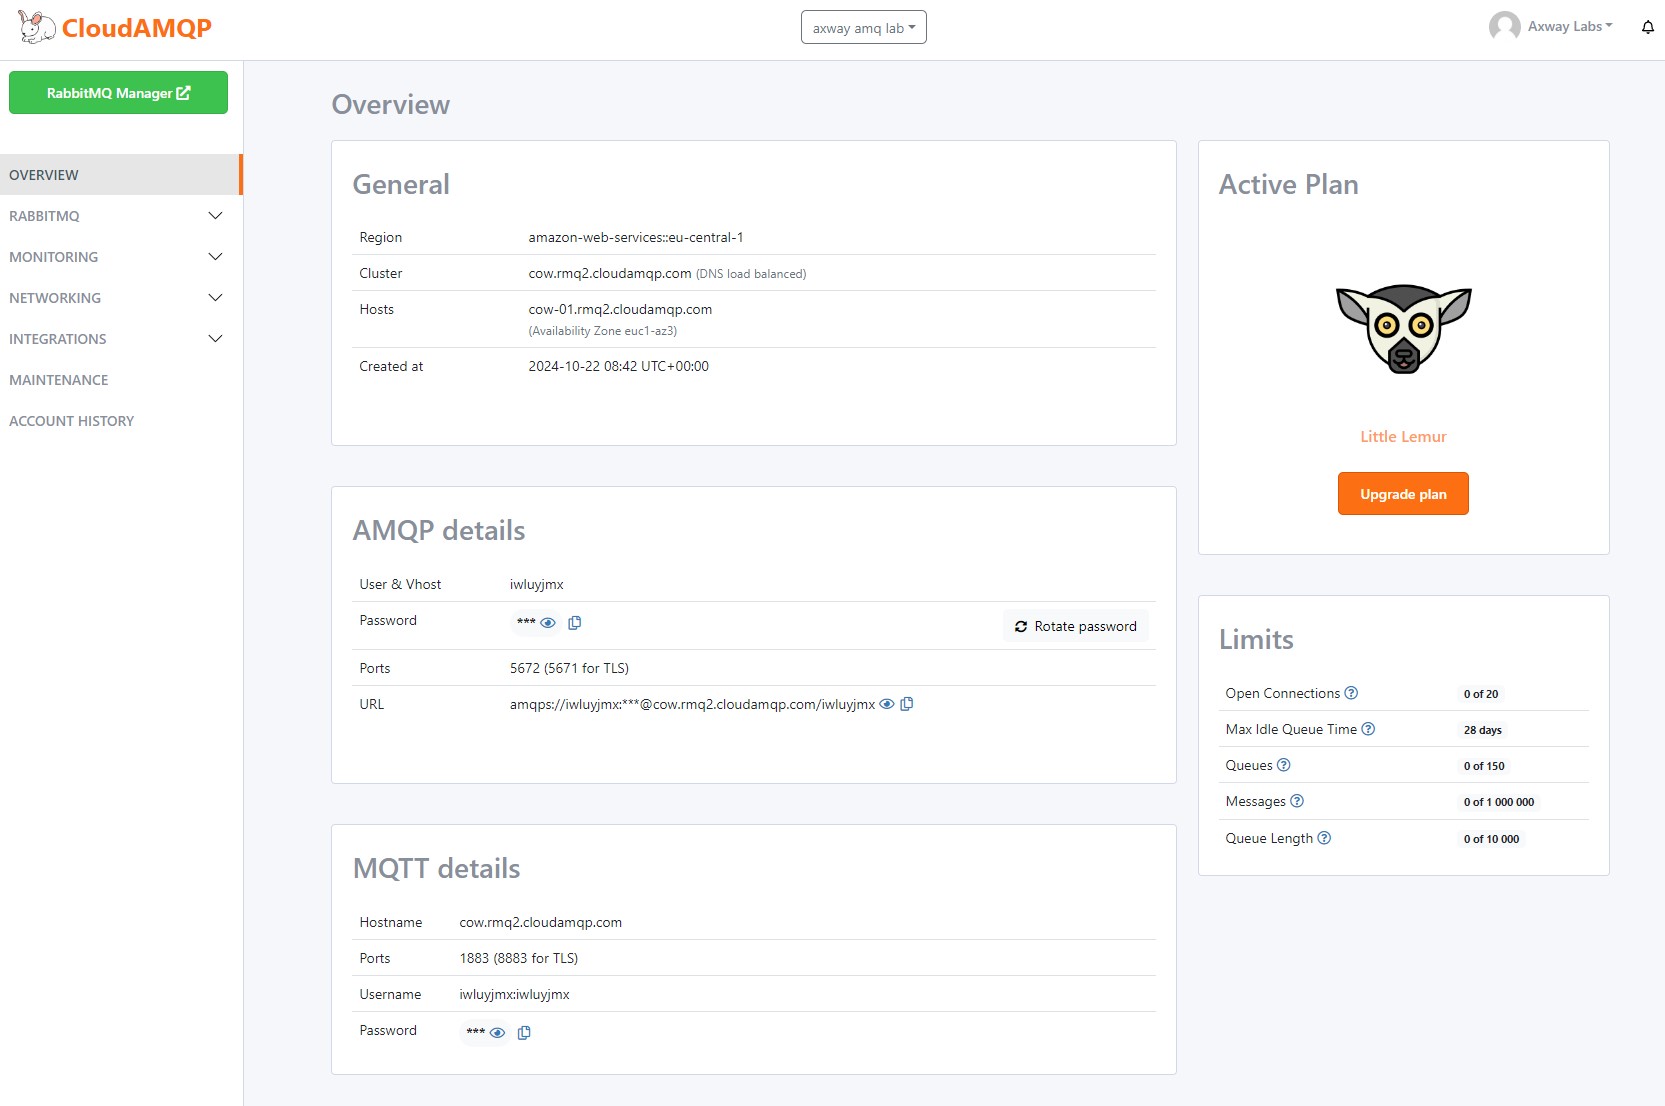 CloudAMQP
axway amq lab
Axway Labs
RabbitMQ Manager
OVERVIEW
RABBITMQ
MONITORING
NETWORKING
INTEGRATIONS
MAINTENANCE
ACCOUNT HISTORY
Overview
General
Region amazon-web-services::eu-central-1
Cluster cow.rmq2.cloudamqp.com (DNS load balanced)
Hosts cow-01.rmq2.cloudamqp.com
(Availability Zone euc1-az3)
Created at 2024-10-22 08:42 UTC+00:00
AMQP details
User & Vhost iwluyjmx
Password *** Rotate password
Ports 5672 (5671 for TLS)
URL amqps://iwluyjmx:***@cow.rmq2.cloudamqp.com/iwluyjmx
MQTT details
Hostname cow.rmq2.cloudamqp.com
Ports 1883 (8883 for TLS)
Username iwluyjmx:iwluyjmx
Password ***
Active Plan
Little Lemur
Upgrade plan
Limits
Open Connections ? 0 of 20
Max Idle Queue Time ? 28 days
Queues ? 0 of 150
Messages ? 0 of 1 000 000
Queue Length ? 0 of 10 000